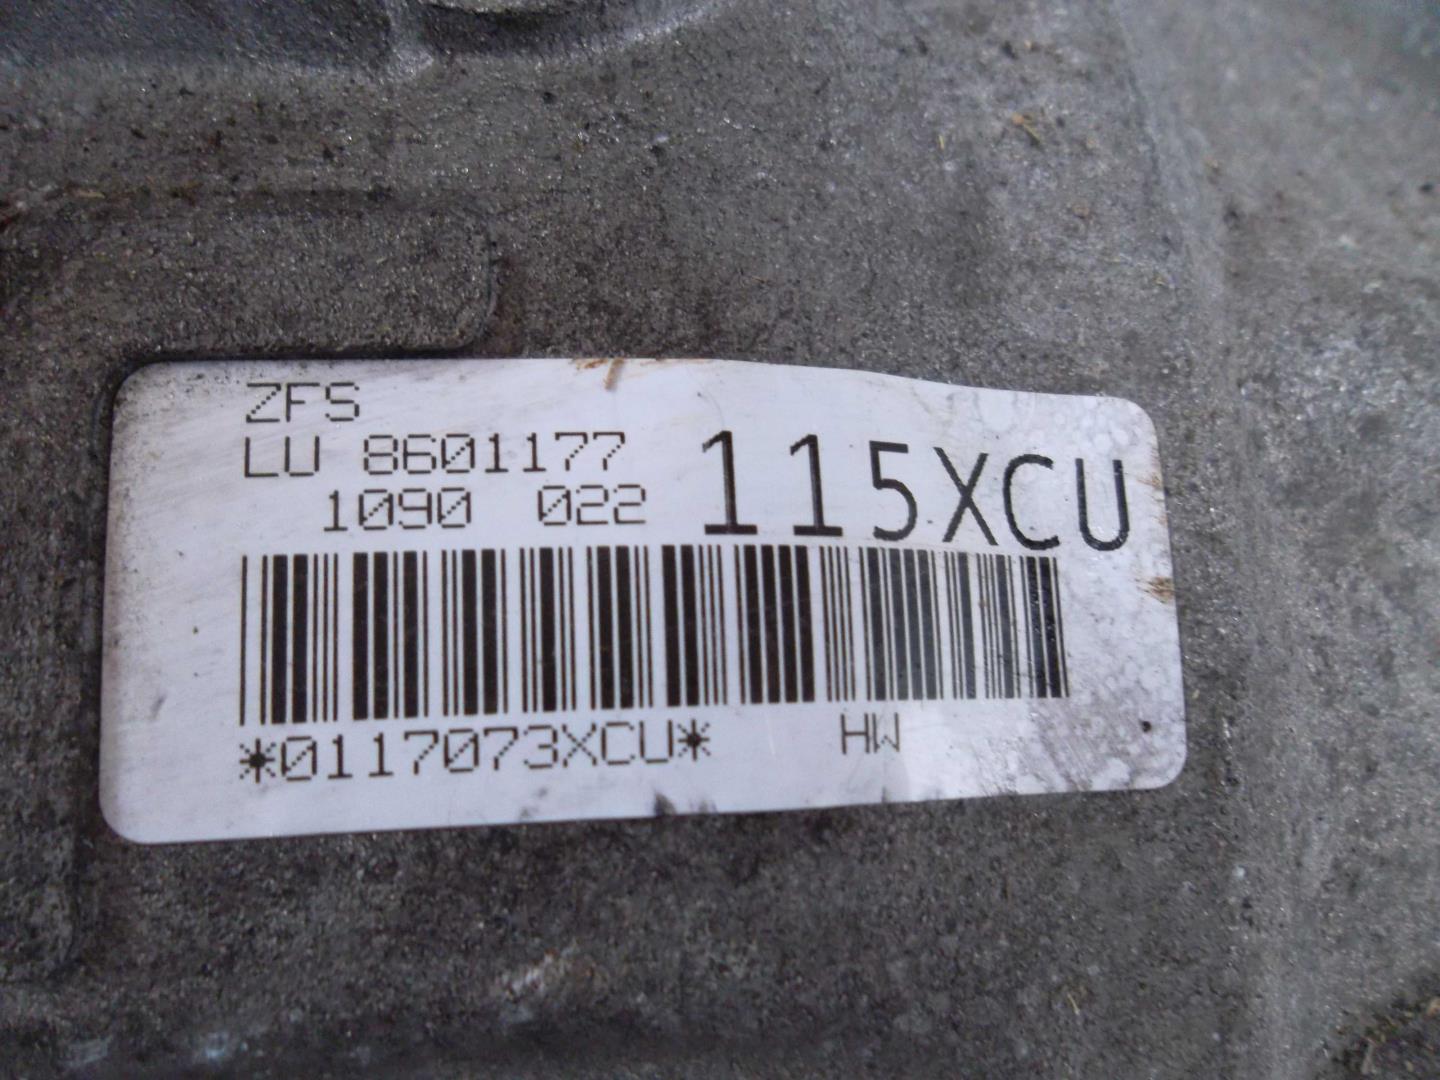 ZFS
LU 8601177
1090 022
115XCU
*0117073XCU* HW